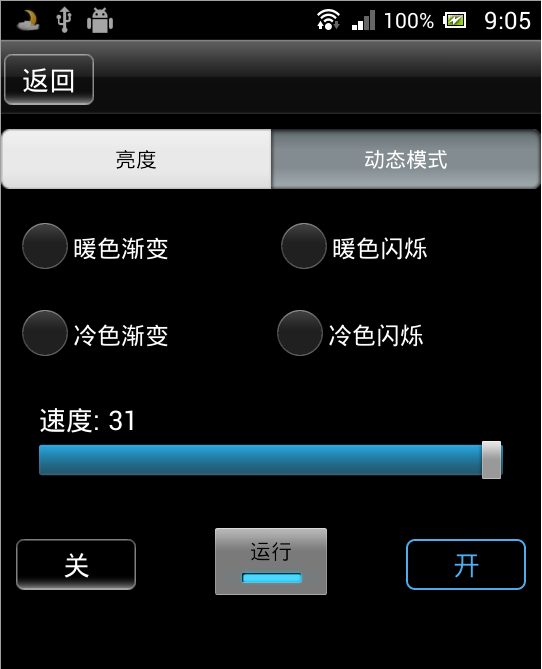 100% 9:05
返回
亮度 动态模式
暖色渐变 暖色闪烁
冷色渐变 冷色闪烁
速度: 31
关 运行 开